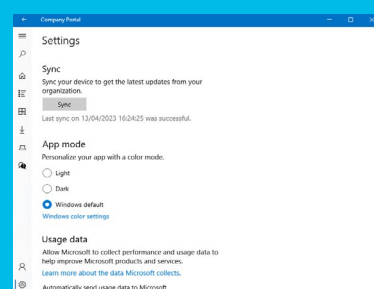 Company Portal
Settings
Sync
Sync your device to get the latest updates from your
organization.
Sync
Last sync on 13/04/2023 16:24:25 was successful.
App mode
Personalize your app with a color mode.
Light
Dark
Windows default
Windows color settings
Usage data
Allow Microsoft to collect performance and usage data to
help improve Microsoft products and services.
Learn more about the data Microsoft collects.
Automatically send usage data to Microsoft